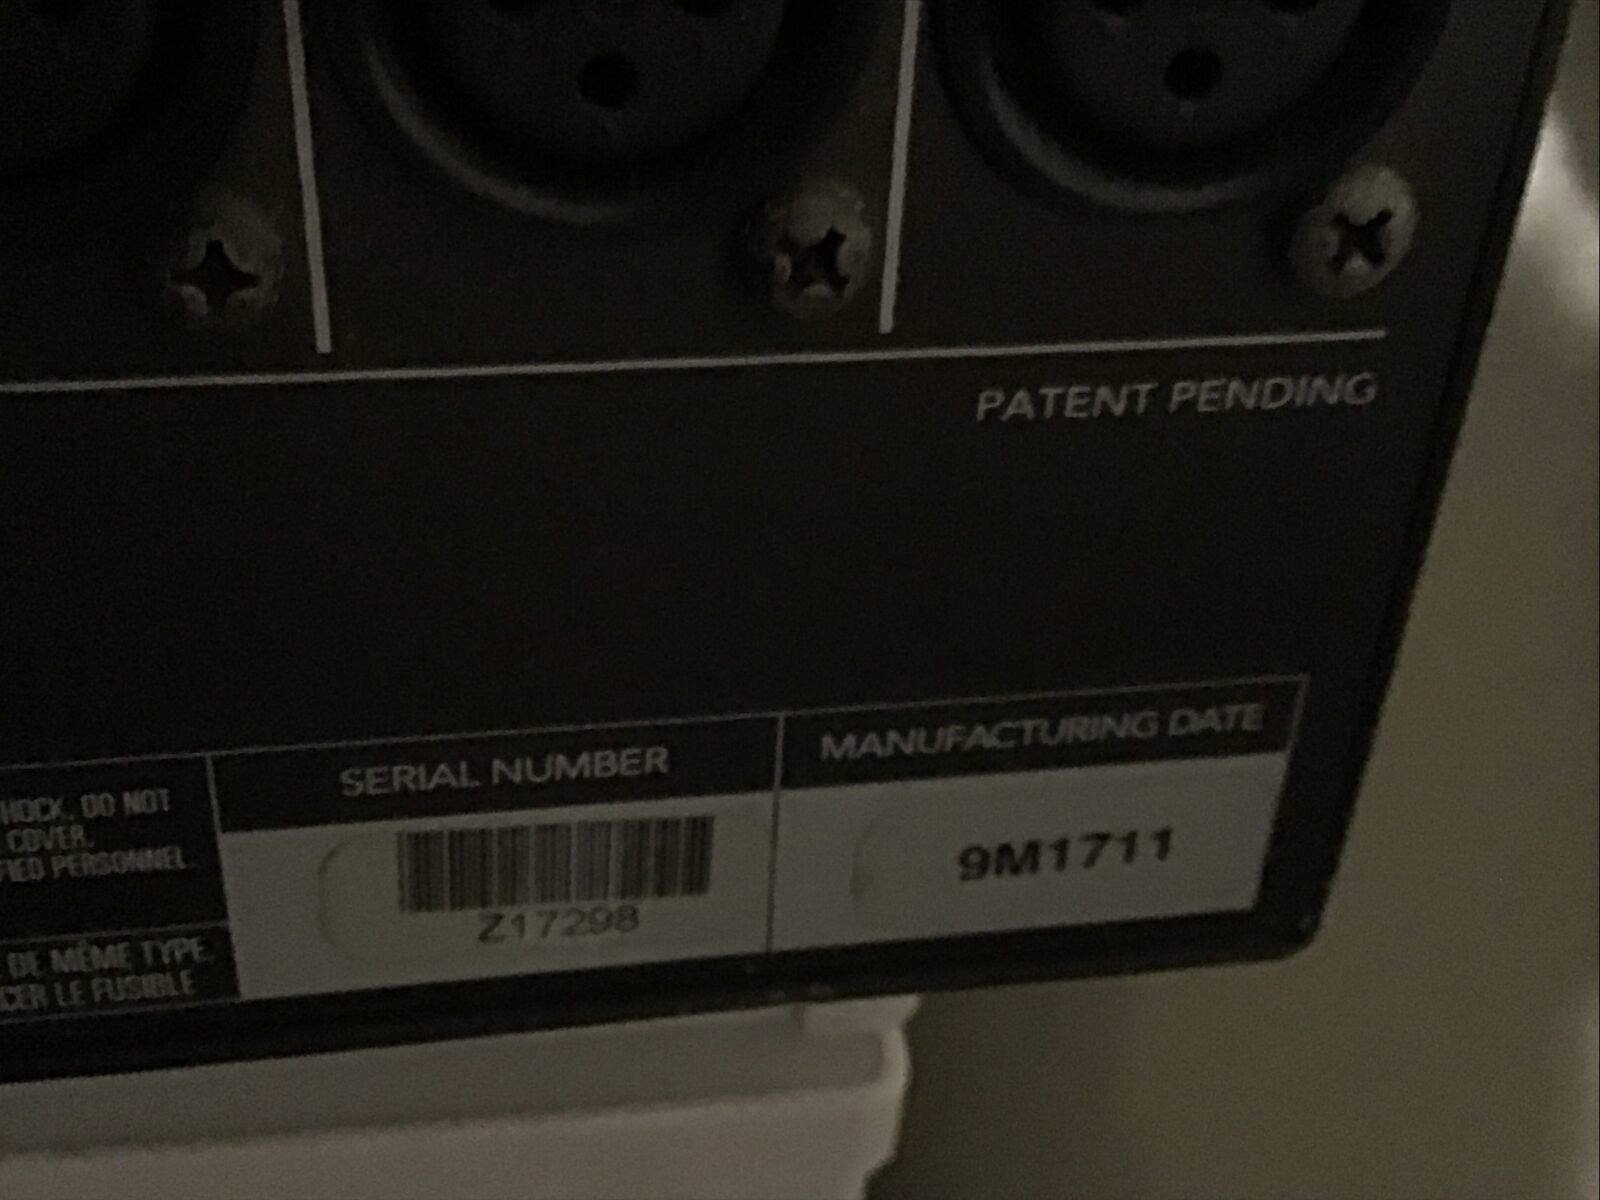 PATENT PENDING
SERIAL NUMBER
MANUFACTURING DATE
HOCK, DO NOT
COVER.
FIED PERSONNEL.
Z17298
9M1711
DE MÊME TYPE.
CER LE FUSIBLE